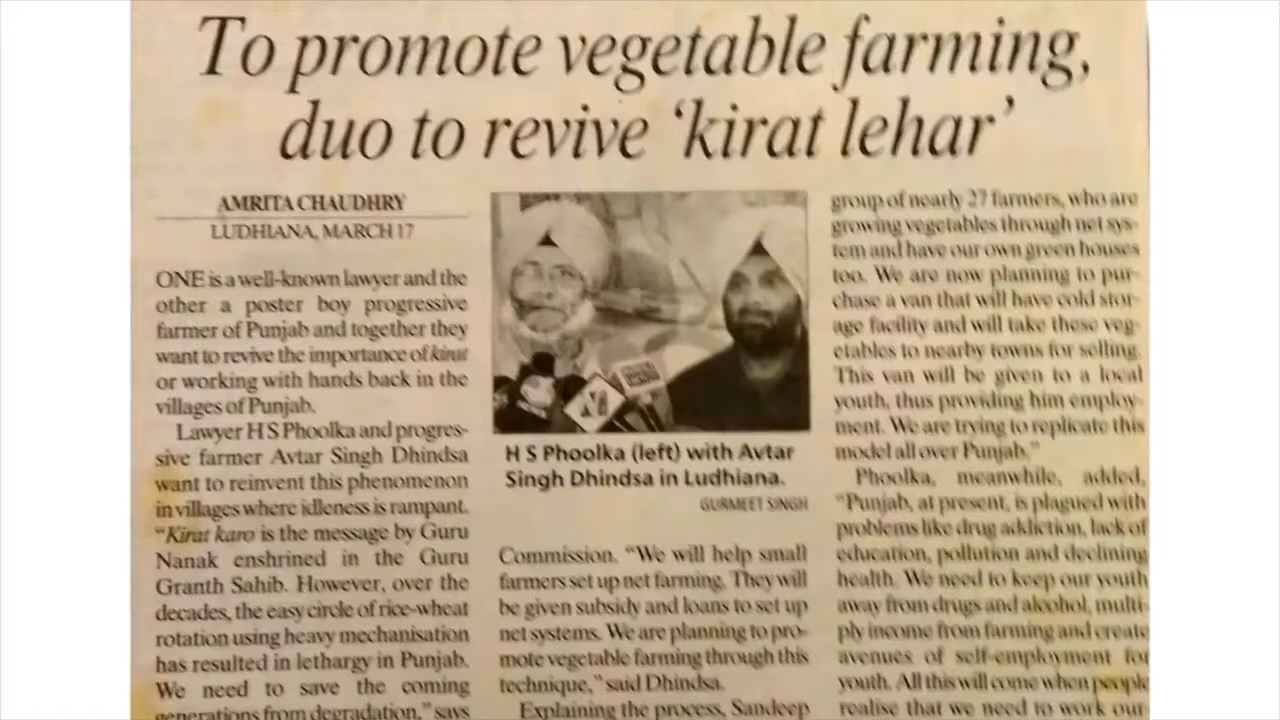 To promote vegetable farming,
duo to revive ‘kirat lehar’
AMRITA CHAUDHRY
LUDHIANA, MARCH 17
ONE is a well-known lawyer and the
other a poster boy progressive
farmer of Punjab and together they
want to revive the importance of kirat
or working with hands back in the
villages of Punjab.
Lawyer H S Phoolka and progres-
sive farmer Avtar Singh Dhindsa
want to reinvent this phenomenon
in villages where idleness is rampant.
“Kirat karo is the message by Guru
Nanak enshrined in the Guru
Granth Sahib. However, over the
decades, the easy circle of rice-wheat
rotation using heavy mechanisation
has resulted in lethargy in Punjab.
We need to save the coming
generations from degradation,” says
H S Phoolka (left) with Avtar
Singh Dhindsa in Ludhiana.
GURMEET SINGH
Commission. “We will help small
farmers set up net farming. They will
be given subsidy and loans to set up
net systems. We are planning to pro-
mote vegetable farming through this
technique,” said Dhindsa.
Explaining the process, Sandeep
group of nearly 27 farmers, who are
growing vegetables through net sys-
tem and have our own green houses
too. We are now planning to pur-
chase a van that will have cold stor-
age facility and will take these veg-
etables to nearby towns for selling.
This van will be given to a local
youth, thus providing him employ-
ment. We are trying to replicate this
model all over Punjab.”
Phoolka, meanwhile, added,
“Punjab, at present, is plagued with
problems like drug addiction, lack of
education, pollution and declining
health. We need to keep our youth
away from drugs and alcohol, multi-
ply income from farming and create
avenues of self-employment for
youth. All this will come when people
realise that we need to work our-